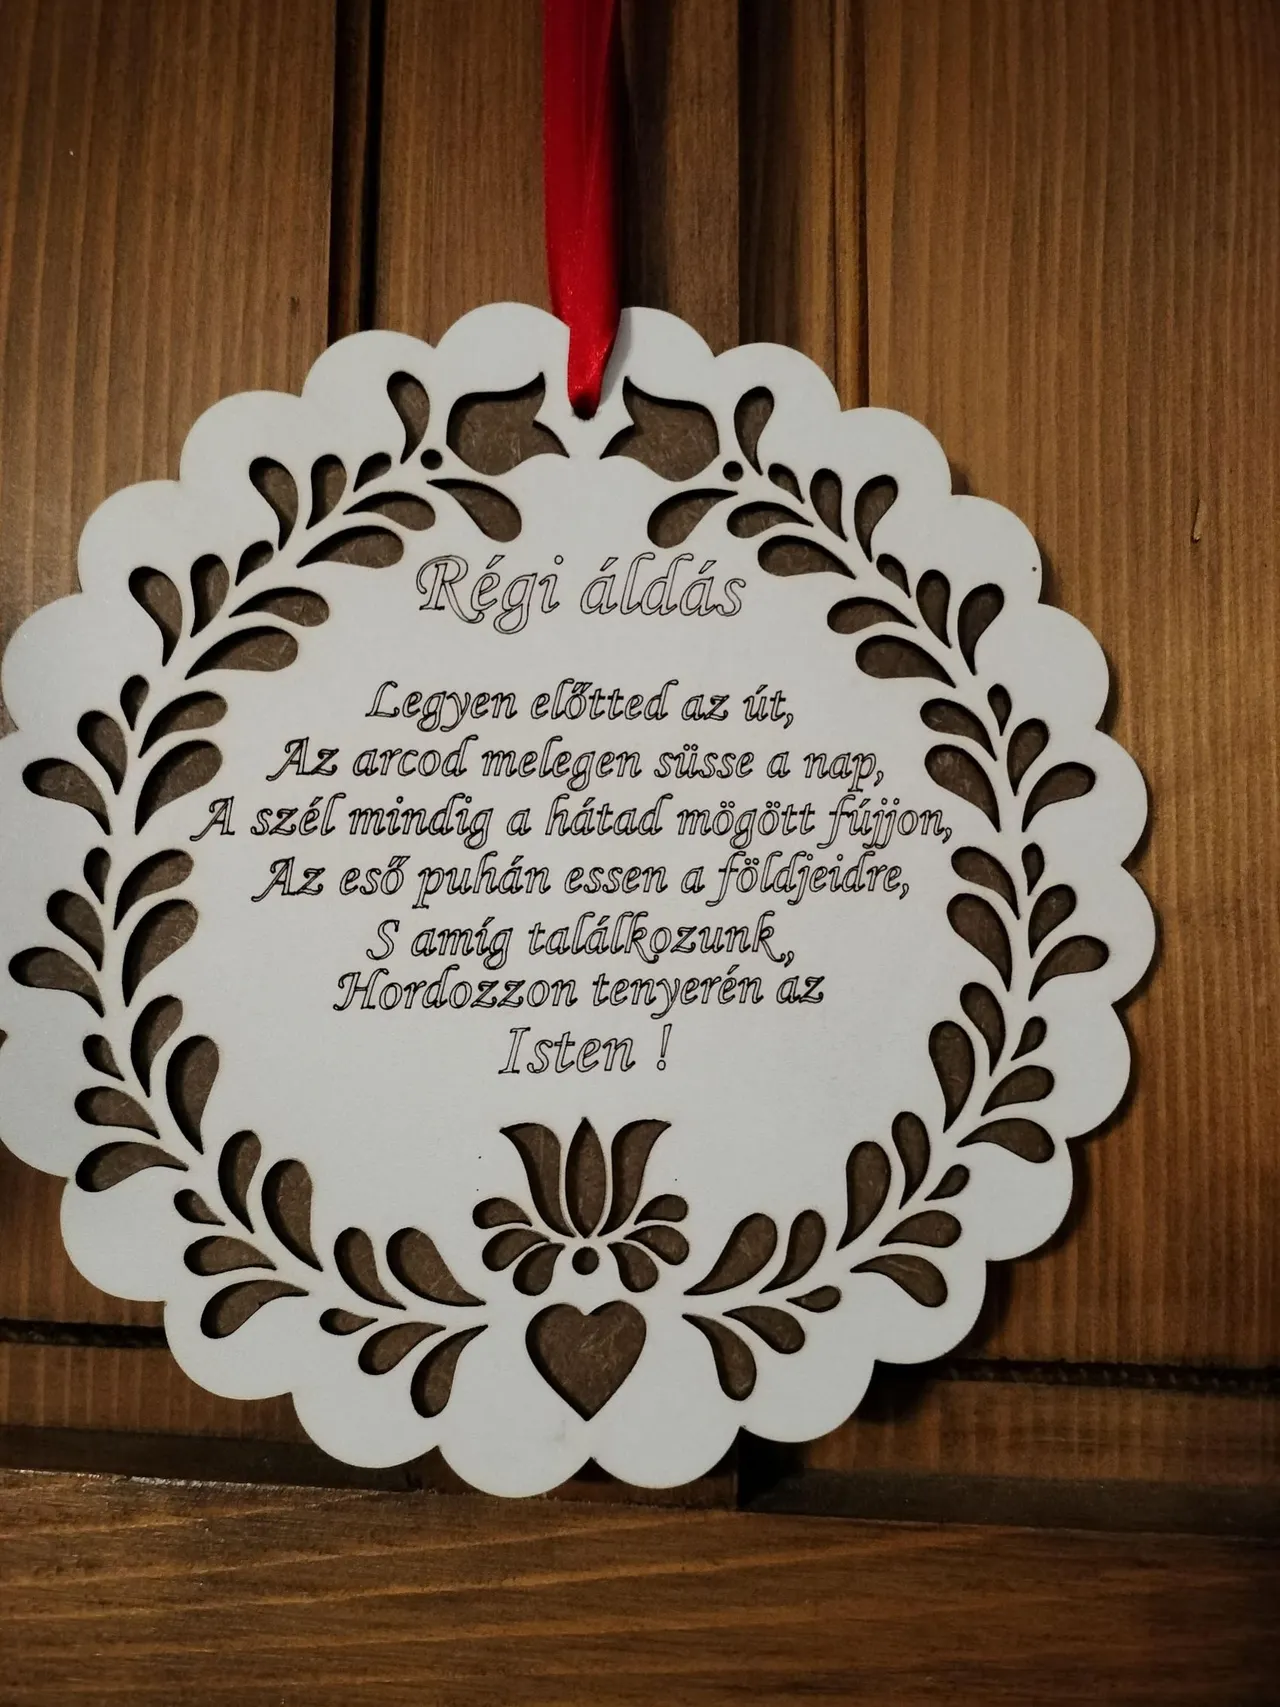 Régi áldás
Legyen előtted az út,
Az arcod melegen süsse a nap,
A szél mindig a hátad mögött fújjon,
Az eső puhán essen a földjeidre,
S amíg találkozunk,
Hordozzon tenyerén az
Isten !